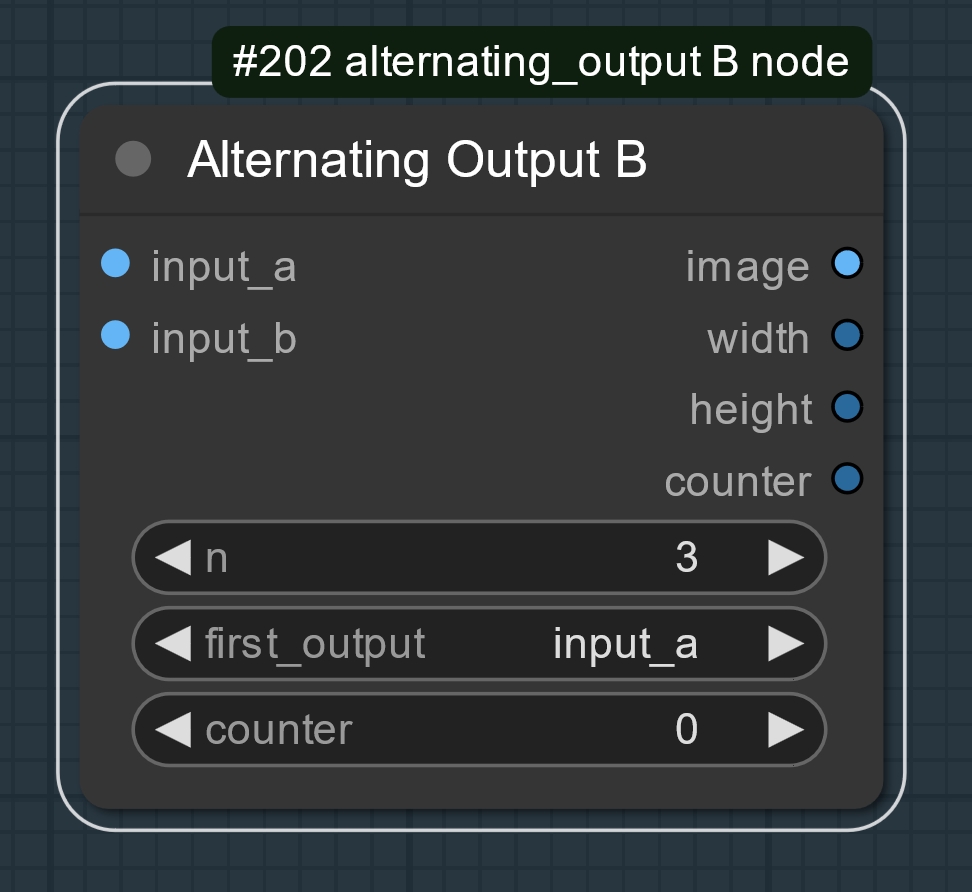 #202 alternating_output B node
Alternating Output B
input_a image
input_b width
height
counter
n 3
first_output input_a
counter 0